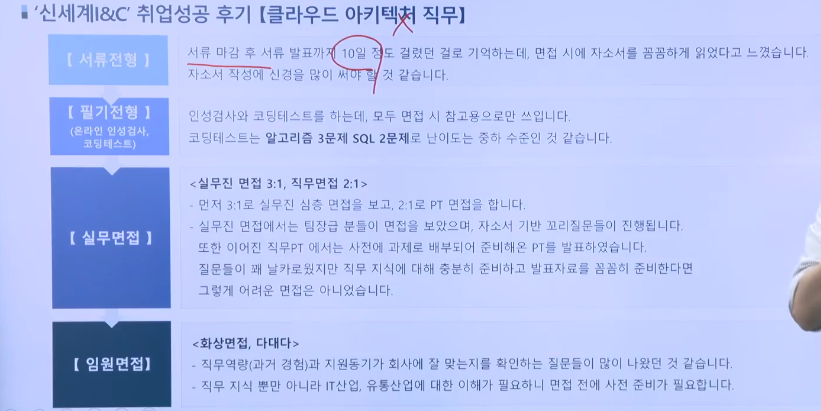 '신세계I&C' 취업성공 후기 【클라우드 아키텍처 직무】
【 서류전형 】
서류 마감 후 서류 발표까지 10일 정도 걸렸던 걸로 기억하는데, 면접 시에 자소서를 꼼꼼하게 읽었다고 느꼈습니다.
자소서 작성에 신경을 많이 써야 할 것 같습니다.
【 필기전형 】
(온라인 인성검사,
코딩테스트)
인성검사와 코딩테스트를 하는데, 모두 면접 시 참고용으로만 쓰입니다.
코딩테스트는 알고리즘 3문제 SQL 2문제로 난이도는 중하 수준인 것 같습니다.
【 실무면접 】
<실무진 면접 3:1, 직무면접 2:1>
- 먼저 3:1로 실무진 심층 면접을 보고, 2:1로 PT 면접을 합니다.
- 실무진 면접에서는 팀장급 분들이 면접을 보았으며, 자소서 기반 꼬리질문들이 진행됩니다.
또한 이어진 직무PT 에서는 사전에 과제로 배부되어 준비해온 PT를 발표하였습니다.
질문들이 꽤 날카로웠지만 직무 지식에 대해 충분히 준비하고 발표자료를 꼼꼼히 준비한다면
그렇게 어려운 면접은 아니었습니다.
【 임원면접】
<화상면접, 다대다>
- 직무역량(과거 경험)과 지원동기가 회사에 잘 맞는지를 확인하는 질문들이 많이 나왔던 것 같습니다.
- 직무 지식 뿐만 아니라 IT산업, 유통산업에 대한 이해가 필요하니 면접 전에 사전 준비가 필요합니다.